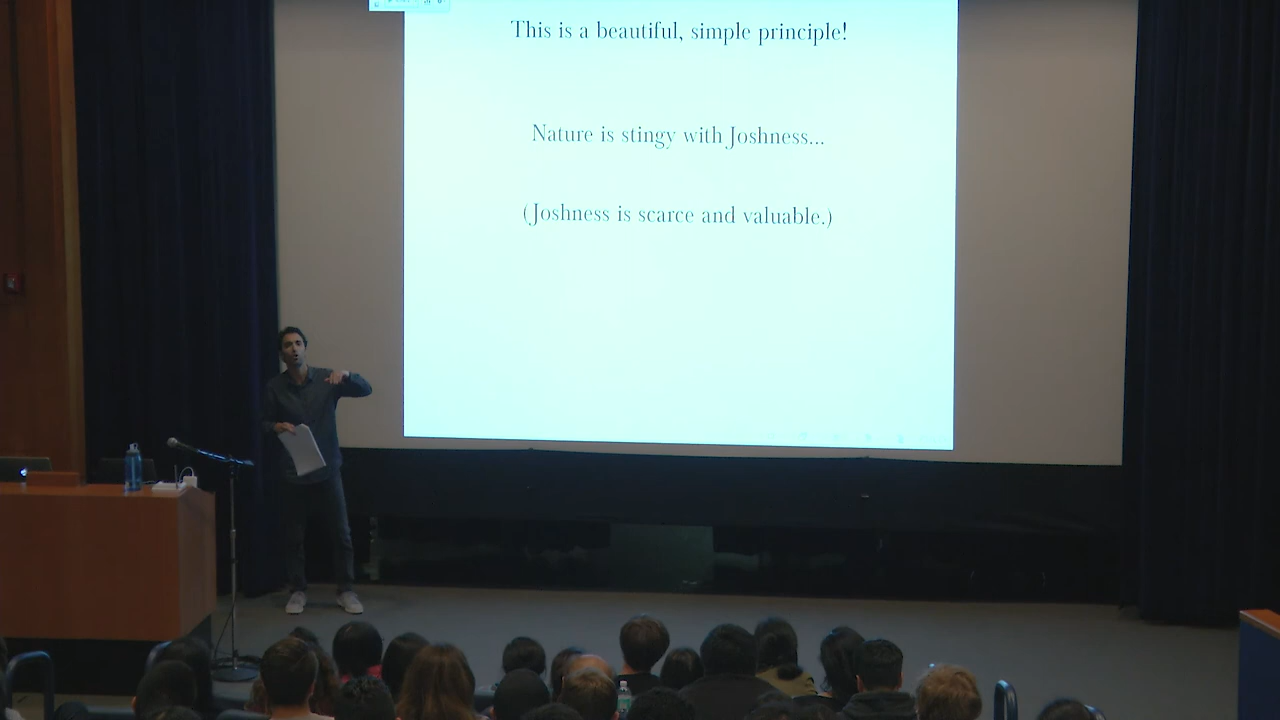 This is a beautiful, simple principle!
Nature is stingy with Joshness...
(Joshness is scarce and valuable.)